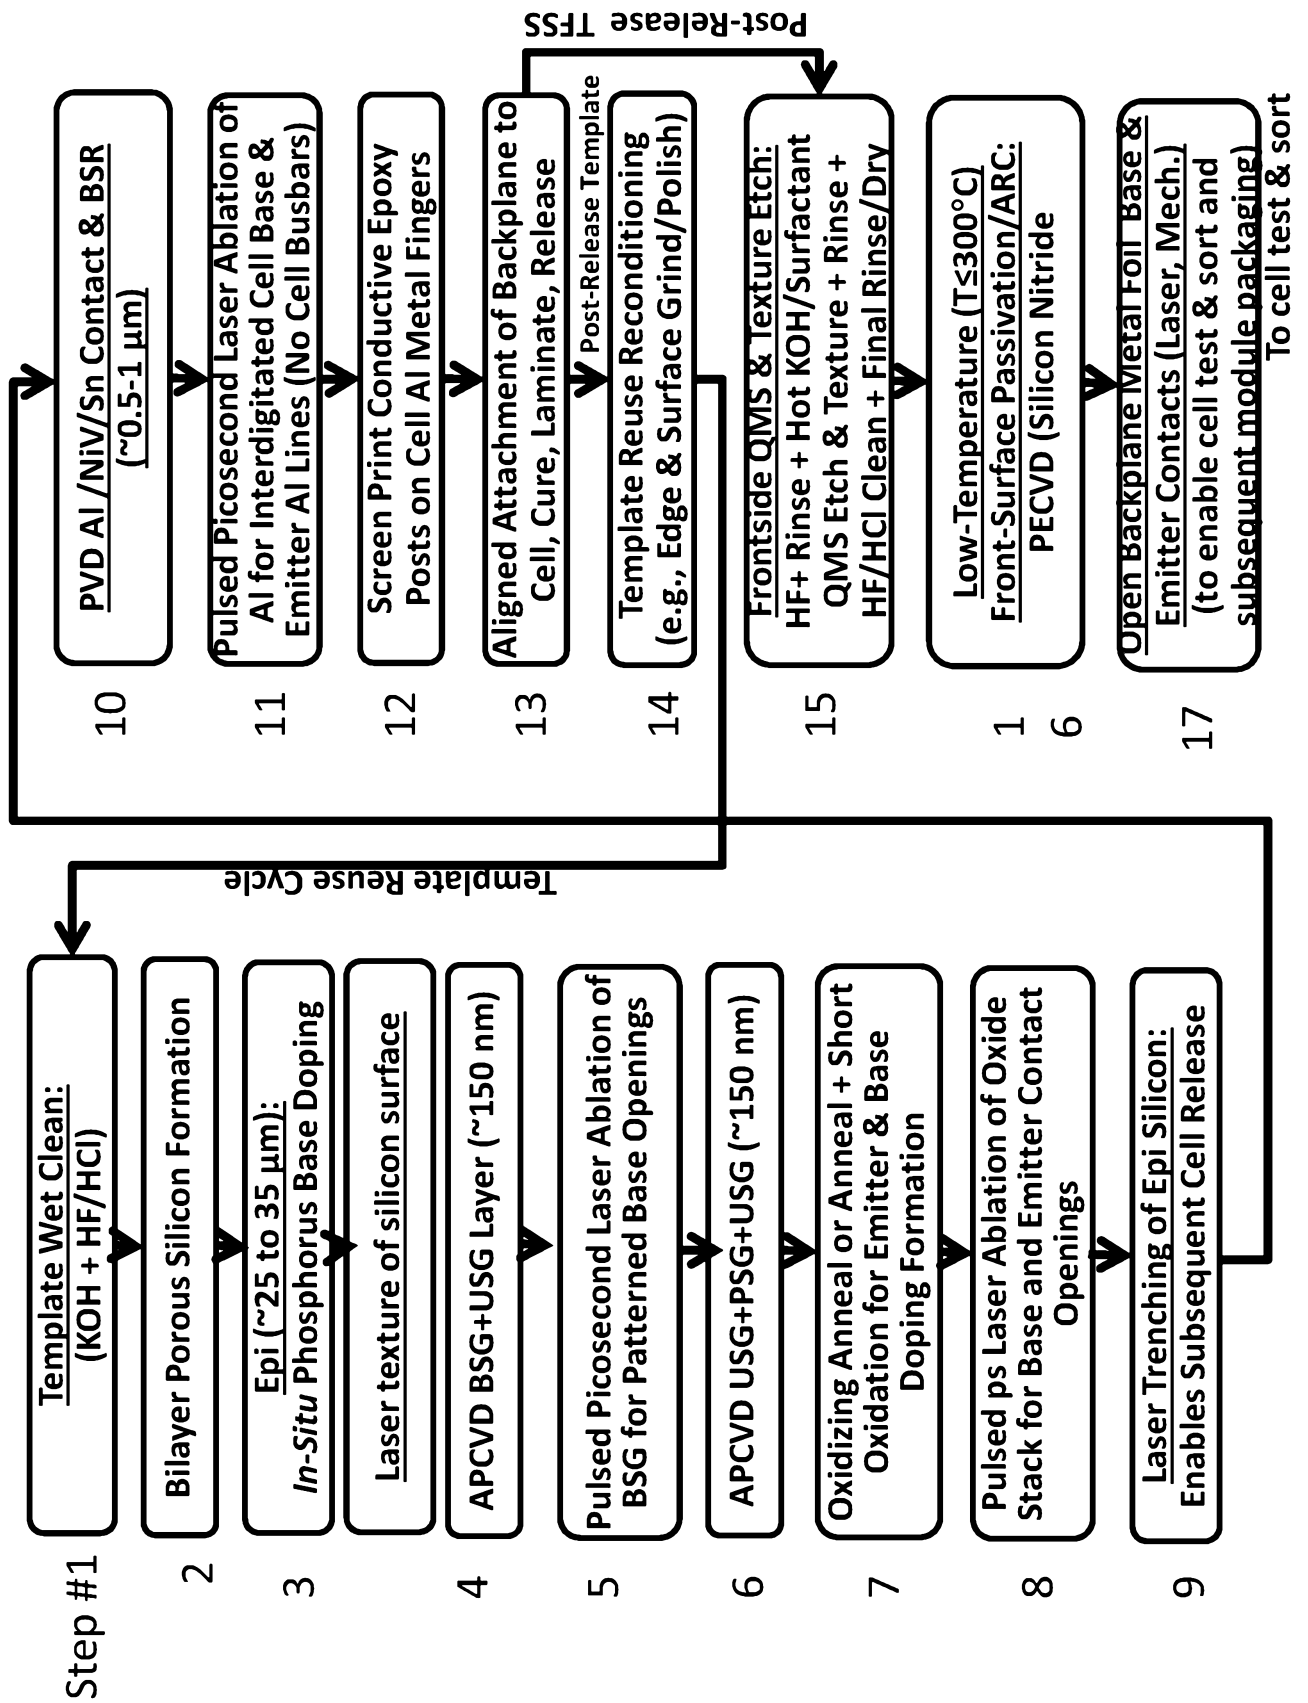 Step #1
Template Wet Clean:
(KOH + HF/HCl)
2
Bilayer Porous Silicon Formation
3
Epi (~25 to 35 µm):
In-Situ Phosphorus Base Doping
Laser texture of silicon surface
4
APCVD BSG+USG Layer (~150 nm)
5
Pulsed Picosecond Laser Ablation of
BSG for Patterned Base Openings
6
APCVD USG+PSG+USG (~150 nm)
7
Oxidizing Anneal or Anneal + Short
Oxidation for Emitter & Base
Doping Formation
8
Pulsed ps Laser Ablation of Oxide
Stack for Base and Emitter Contact
Openings
9
Laser Trenching of Epi Silicon:
Enables Subsequent Cell Release
Template Reuse Cycle
10
PVD Al /NiV/Sn Contact & BSR
(~0.5-1 µm)
11
Pulsed Picosecond Laser Ablation of
Al for Interdigitated Cell Base &
Emitter Al Lines (No Cell Busbars)
12
Screen Print Conductive Epoxy
Posts on Cell Al Metal Fingers
13
Aligned Attachment of Backplane to
Cell, Cure, Laminate, Release
Post-Release Template
14
Template Reuse Reconditioning
(e.g., Edge & Surface Grind/Polish)
Post-Release TFSS
15
Frontside QMS & Texture Etch:
HF+ Rinse + Hot KOH/Surfactant
QMS Etch & Texture + Rinse +
HF/HCl Clean + Final Rinse/Dry
1
6
Low-Temperature (T≤300°C)
Front-Surface Passivation/ARC:
PECVD (Silicon Nitride
17
Open Backplane Metal Foil Base &
Emitter Contacts (Laser, Mech.)
(to enable cell test & sort and
subsequent module packaging)
To cell test & sort